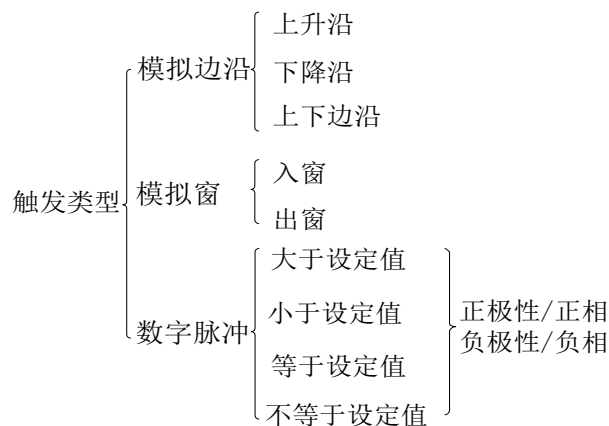 触发类型
模拟边沿
上升沿
下降沿
上下边沿
模拟窗
入窗
出窗
数字脉冲
大于设定值
小于设定值
等于设定值
不等于设定值
正极性/正相
负极性/负相